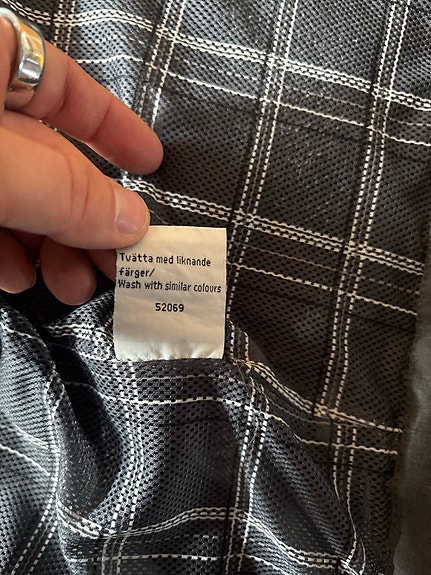 Tvätta med liknande
färger/
Wash with similar colours
52069